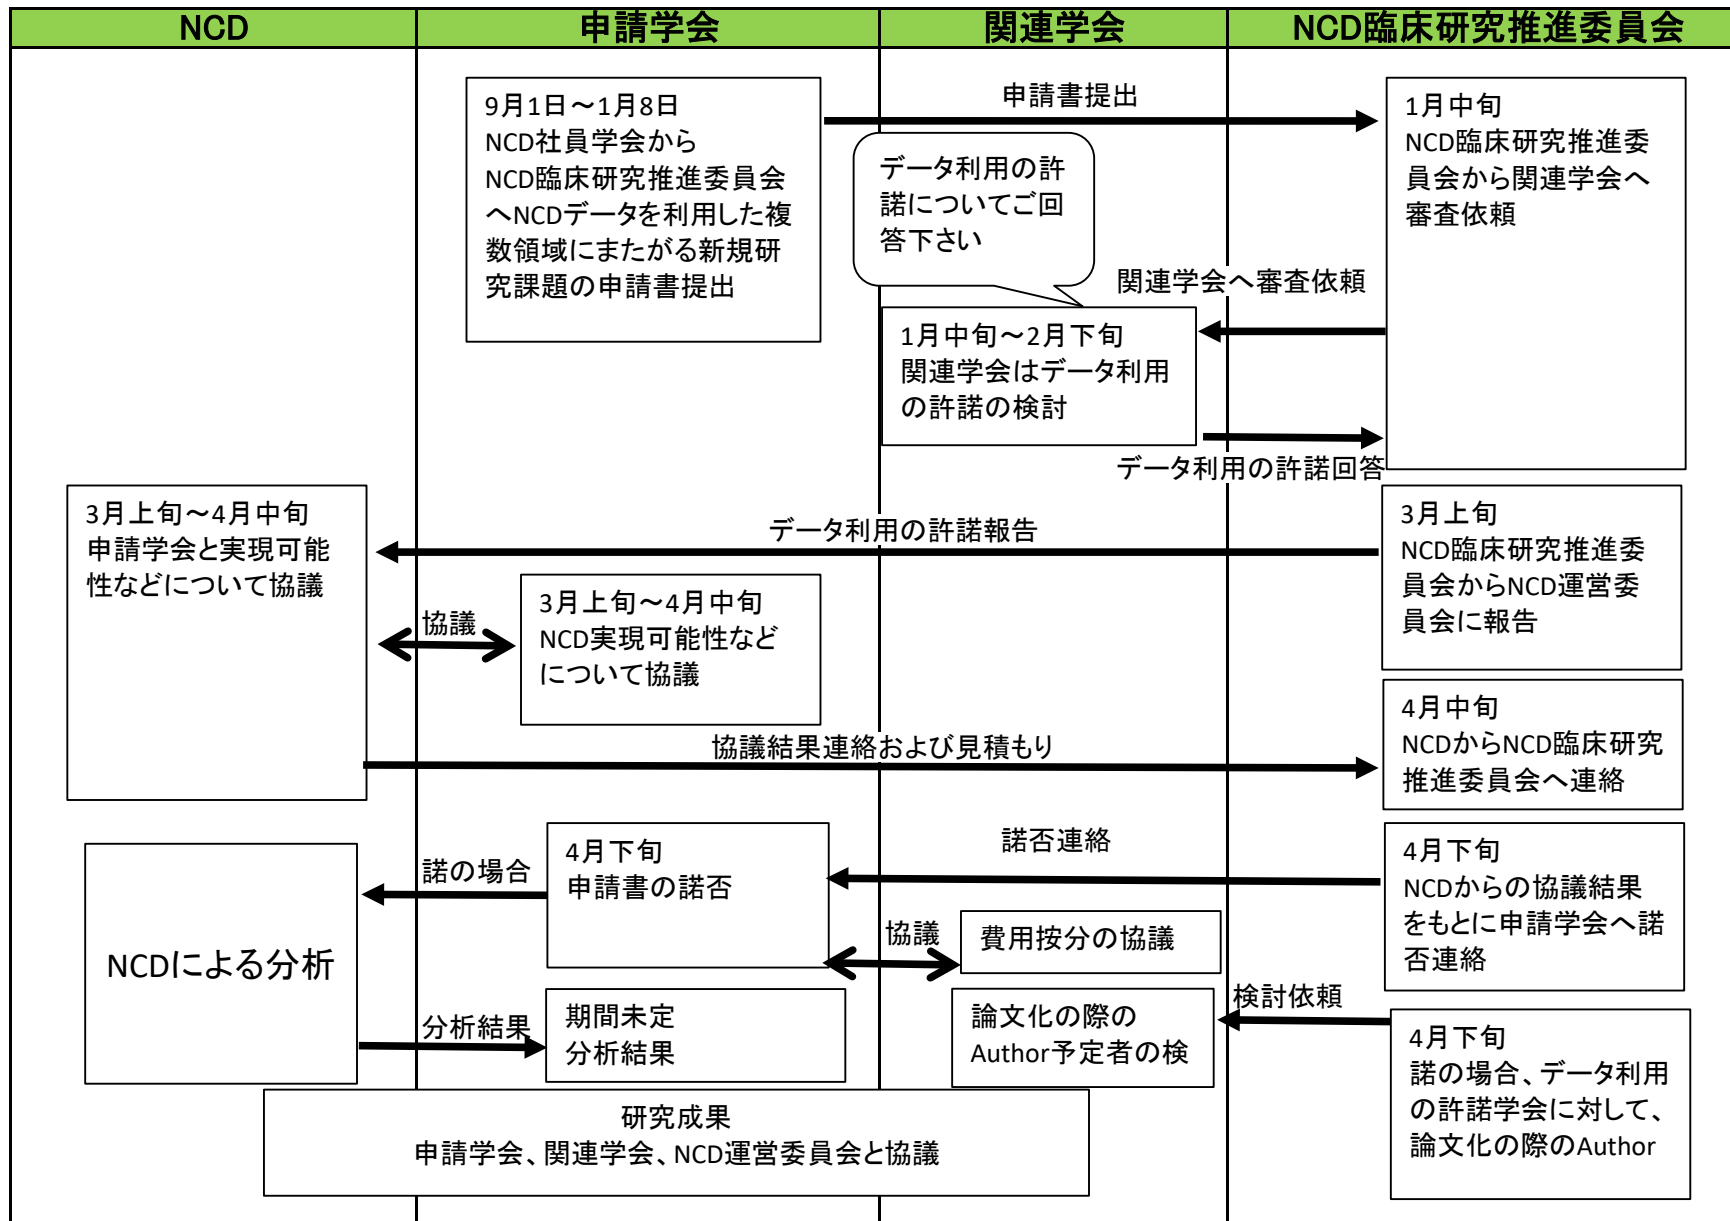 NCD
申請学会
関連学会
NCD臨床研究推進委員会
9月1日～1月8日
NCD社員学会から
NCD臨床研究推進委員会
へNCDデータを利用した複
数領域にまたがる新規研
究課題の申請書提出
申請書提出
1月中旬
NCD臨床研究推進委
員会から関連学会へ
審査依頼
データ利用の許
諾についてご回
答下さい
関連学会へ審査依頼
1月中旬～2月下旬
関連学会はデータ利用
の許諾の検討
データ利用の許諾回答
3月上旬～4月中旬
申請学会と実現可能
性などについて協議
データ利用の許諾報告
3月上旬
NCD臨床研究推進委
員会からNCD運営委
員会に報告
協議
3月上旬～4月中旬
NCD実現可能性など
について協議
協議結果連絡および見積もり
4月中旬
NCDからNCD臨床研究
推進委員会へ連絡
諾の場合
4月下旬
申請書の諾否
諾否連絡
4月下旬
NCDからの協議結果
をもとに申請学会へ諾
否連絡
NCDによる分析
協議
費用按分の協議
分析結果
期間未定
分析結果
論文化の際の
Author予定者の検
検討依頼
4月下旬
諾の場合、データ利用
の許諾学会に対して、
論文化の際のAuthor
研究成果
申請学会、関連学会、NCD運営委員会と協議